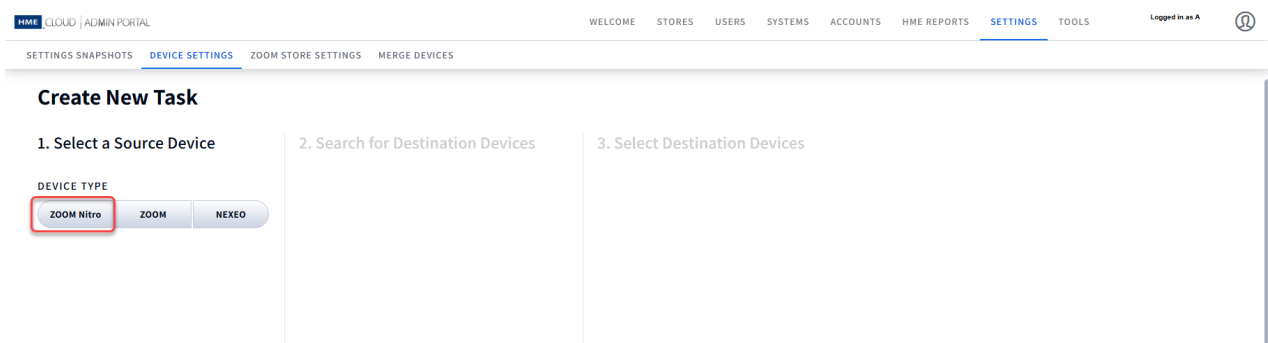 HME CLOUD | ADMIN PORTAL
WELCOME STORES USERS SYSTEMS ACCOUNTS HME REPORTS SETTINGS TOOLS Logged in as A
SETTINGS SNAPSHOTS DEVICE SETTINGS ZOOM STORE SETTINGS MERGE DEVICES
Create New Task
1. Select a Source Device
2. Search for Destination Devices
3. Select Destination Devices
DEVICE TYPE
ZOOM Nitro ZOOM NEXEO